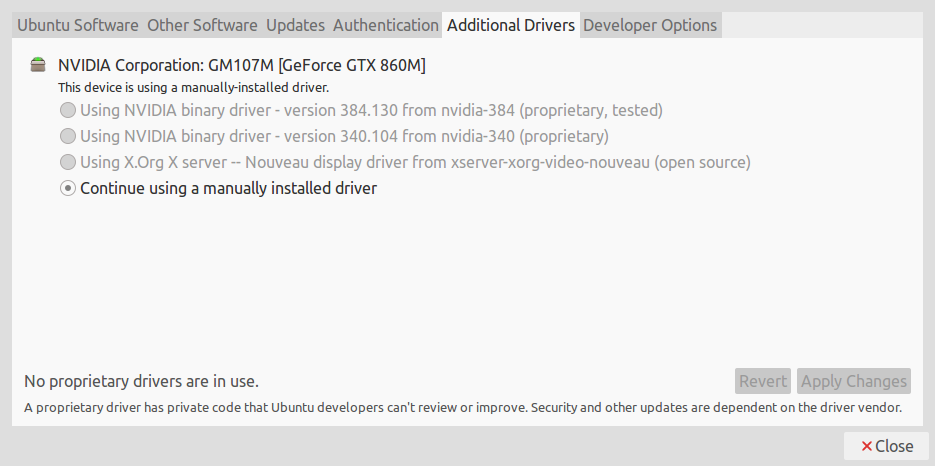 Ubuntu Software Other Software Updates Authentication Additional Drivers Developer Options
NVIDIA Corporation: GM107M [GeForce GTX 860M]
This device is using a manually-installed driver.
Using NVIDIA binary driver - version 384.130 from nvidia-384 (proprietary, tested)
Using NVIDIA binary driver - version 340.104 from nvidia-340 (proprietary)
Using X.Org X server -- Nouveau display driver from xserver-xorg-video-nouveau (open source)
Continue using a manually installed driver
No proprietary drivers are in use. Revert Apply Changes
A proprietary driver has private code that Ubuntu developers can't review or improve. Security and other updates are dependent on the driver vendor.
Close